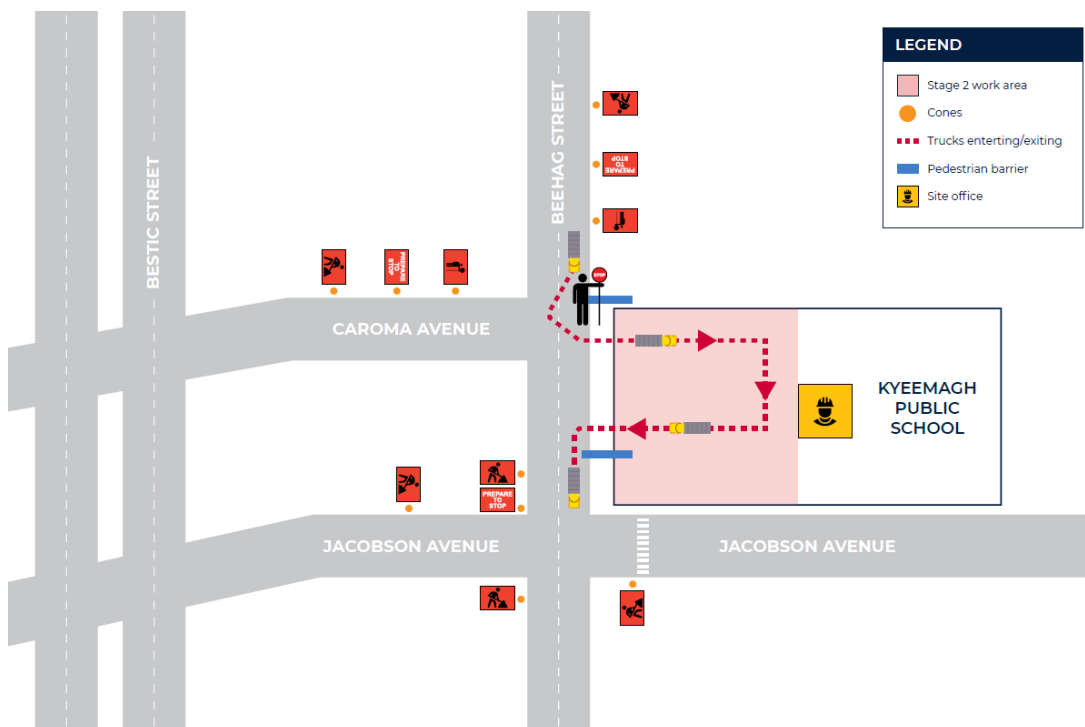 LEGEND
Stage 2 work area
Cones
Trucks enterting/exiting
Pedestrian barrier
Site office
BESTIC STREET
BEEHAG STREET
PREPARE
TO
STOP
PREPARE
TO
STOP
STOP
CAROMA AVENUE
KYEEMAGH
PUBLIC
SCHOOL
PREPARE
TO
STOP
JACOBSON AVENUE
JACOBSON AVENUE